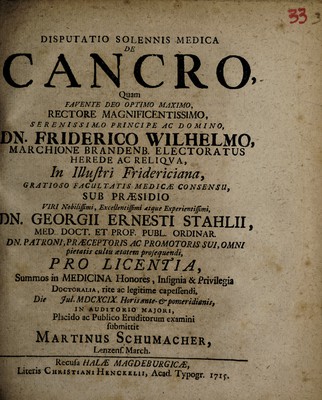 33
DISPUTATIO SOLENNIS MEDICA
DE
CANCRO,
Quam
FAVENTE DEO OPTIMO MAXIMO,
RECTORE MAGNIFICENTISSIMO,
SERENISSIMO PRINCIPE AC DOMINO,
DN. FRIDERICO WILHELMO,
MARCHIONE BRANDENB. ELECTORATUS
HEREDE AC RELIQVA,
In Illustri Fridericiana,
GRATIOSO FACULTATIS MEDICÆ CONSENSU,
SUB PRÆSIDIO
VIRI Nobilissimi, Excellentissimi atque Experientissimi,
DN. GEORGII ERNESTI STAHLII,
MED. DOCT. ET PROF. PUBL. ORDINAR.
DN. PATRONI, PRÆCEPTORIS AC PROMOTORIS SUI, OMNI
pietatis cultu ætatem prosequendi,
PRO LICENTIA,
Summos in MEDICINA Honores, Insignia & Privilegia
DOCTORALIA, rite ac legitime capessendi,
Die Jul. MDCXCIX. Horis ante- & pomeridianis,
IN AUDITORIO MAJORI,
Placido ac Publico Eruditorum examini
submittit
MARTINUS SCHUMACHER,
Lenzens. March.
Recusa HALÆ MAGDEBURGICÆ,
Literis CHRISTIANI HENCKELII, Acad. Typogr. 1715.